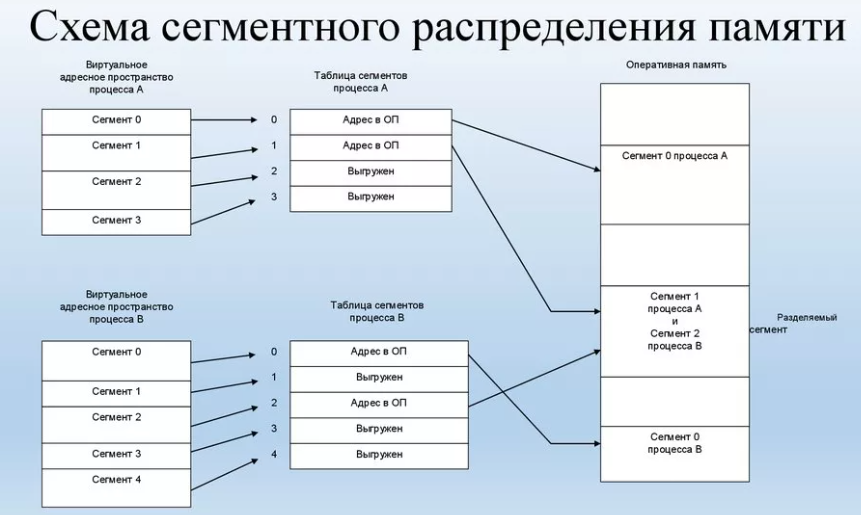 Схема сегментного распределения памяти
Виртуальное
адресное пространство
процесса А
Сегмент 0
Сегмент 1
Сегмент 2
Сегмент 3
Таблица сегментов
процесса А
0
Адрес в ОП
1
Адрес в ОП
2
Выгружен
3
Выгружен
Оперативная память
Сегмент 0 процесса А
Сегмент 1
процесса А
и
Сегмент 2
процесса В
Разделяемый
сегмент
Сегмент 0
процесса В
Виртуальное
адресное пространство
процесса В
Сегмент 0
Сегмент 1
Сегмент 2
Сегмент 3
Сегмент 4
Таблица сегментов
процесса В
0
Адрес в ОП
1
Выгружен
2
Адрес в ОП
3
Выгружен
4
Выгружен